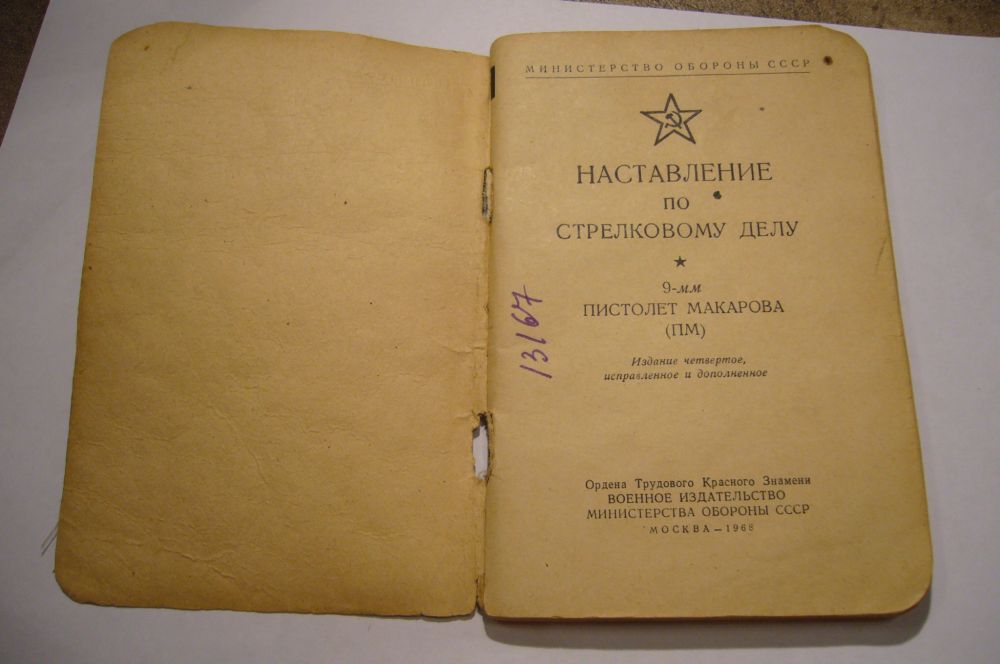 МИНИСТЕРСТВО ОБОРОНЫ СССР
НАСТАВЛЕНИЕ
ПО
СТРЕЛКОВОМУ ДЕЛУ
9-мм
ПИСТОЛЕТ МАКАРОВА
(ПМ)
Издание четвертое,
исправленное и дополненное
13167
Ордена Трудового Красного Знамени
ВОЕННОЕ ИЗДАТЕЛЬСТВО
МИНИСТЕРСТВА ОБОРОНЫ СССР
МОСКВА — 1968